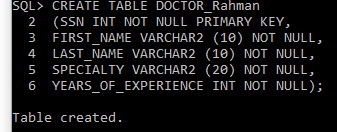 SQL> CREATE TABLE DOCTOR_Rahman
2 (SSN INT NOT NULL PRIMARY KEY,
3 FIRST_NAME VARCHAR2 (10) NOT NULL,
4 LAST_NAME VARCHAR2 (10) NOT NULL,
5 SPECIALTY VARCHAR2 (20) NOT NULL,
6 YEARS_OF_EXPERIENCE INT NOT NULL);
Table created.